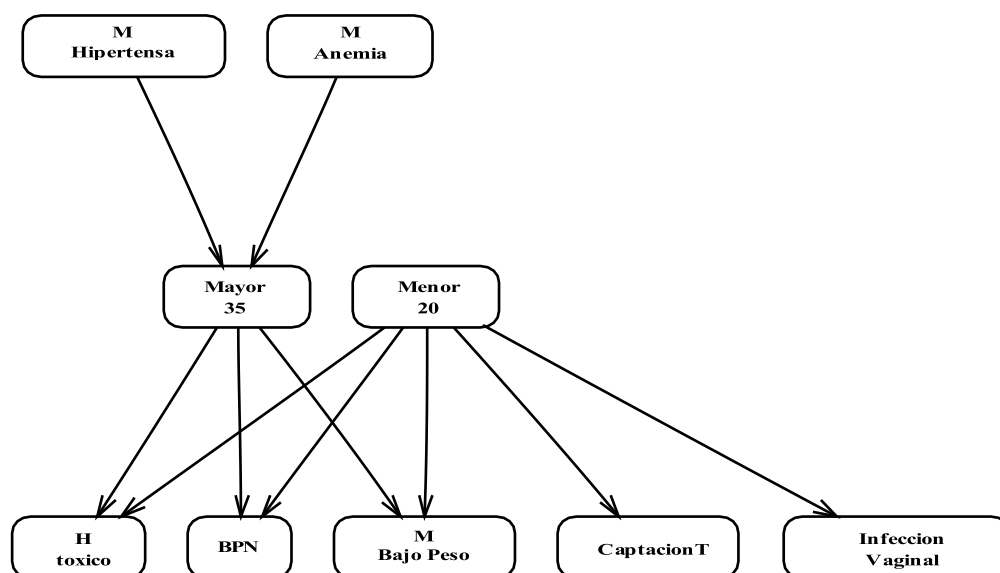 M
Hipertensa
M
Anemia
Mayor
35
Menor
20
H
toxico
BPN
M
Bajo Peso
CaptacionT
Infeccion
Vaginal